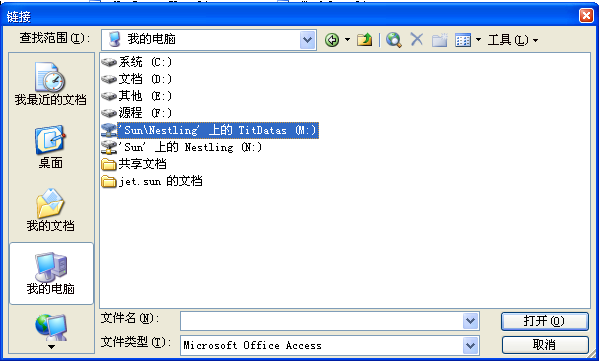 链接
查找范围(I):
我的电脑
工具(L)
我最近的文档
桌面
我的文档
我的电脑
系统 (C:)
文档 (D:)
其他 (E:)
源程 (F:)
'Sun\Nestling' 上的 TitDatas (M:)
'Sun' 上的 Nestling (N:)
共享文档
jet.sun 的文档
文件名(N):
打开(O)
文件类型(T):
Microsoft Office Access
取消